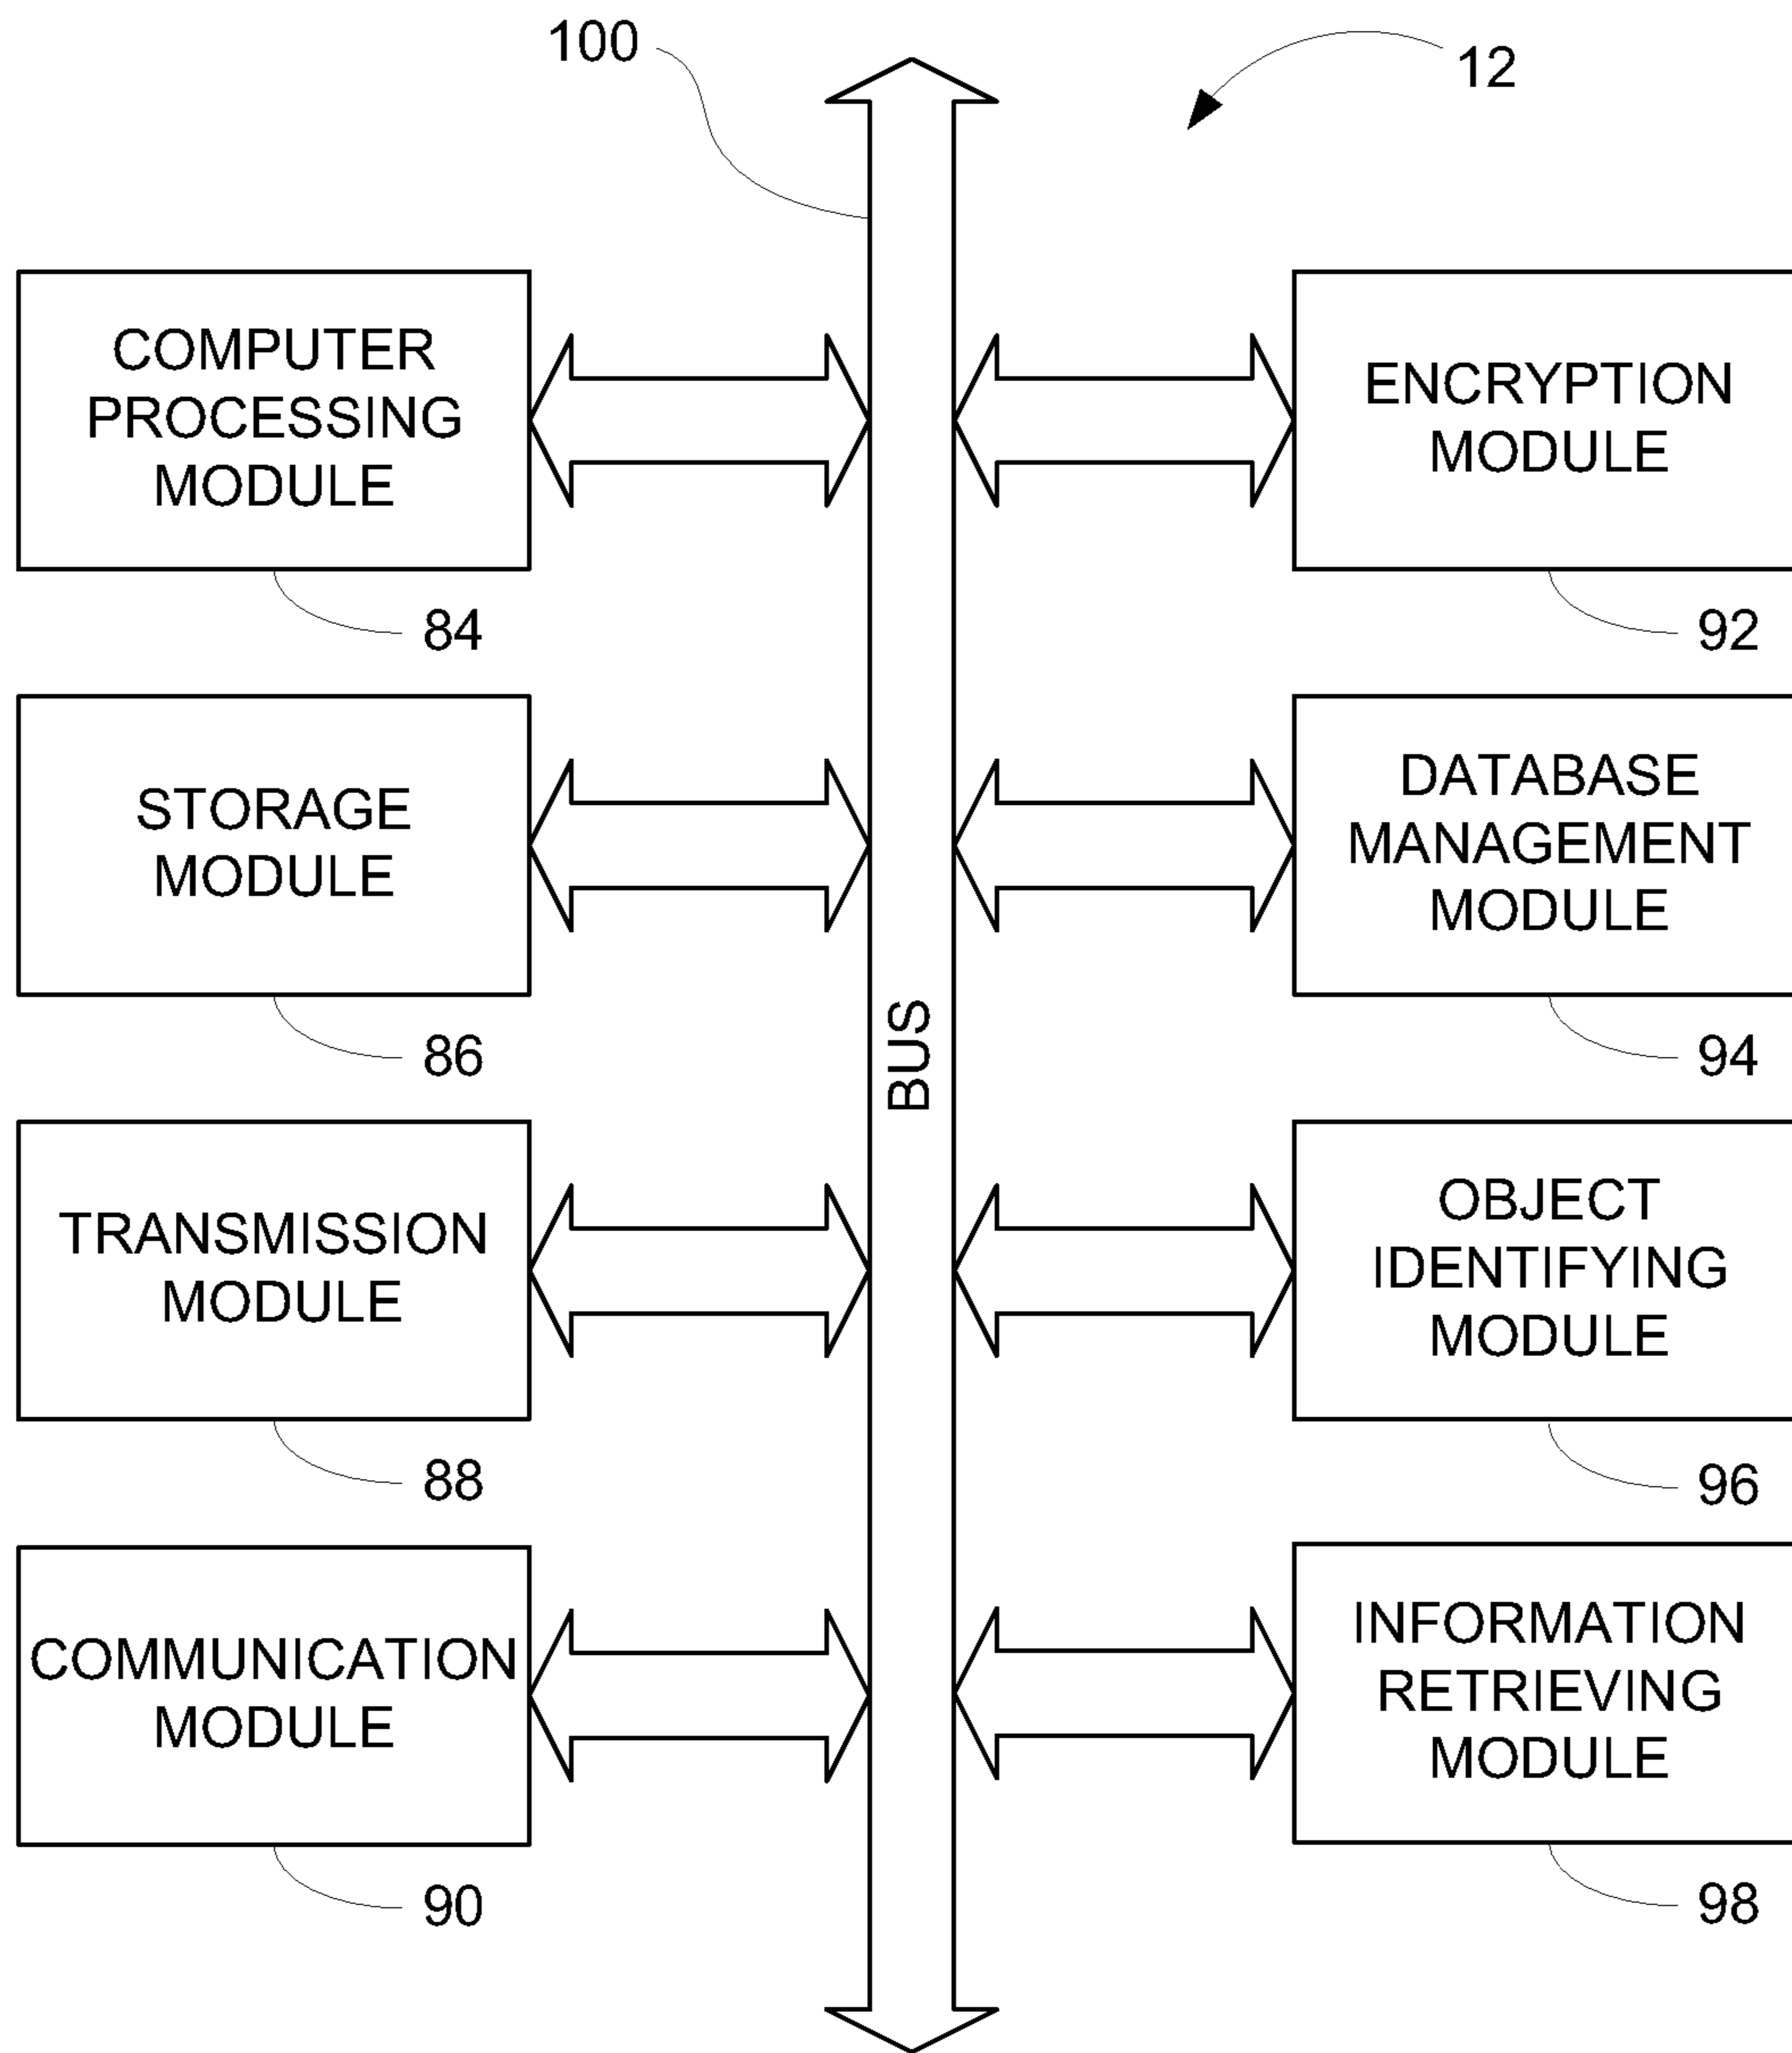 100
12
COMPUTER
PROCESSING
MODULE
84
ENCRYPTION
MODULE
92
STORAGE
MODULE
86
DATABASE
MANAGEMENT
MODULE
94
BUS
TRANSMISSION
MODULE
88
OBJECT
IDENTIFYING
MODULE
96
COMMUNICATION
MODULE
90
INFORMATION
RETRIEVING
MODULE
98